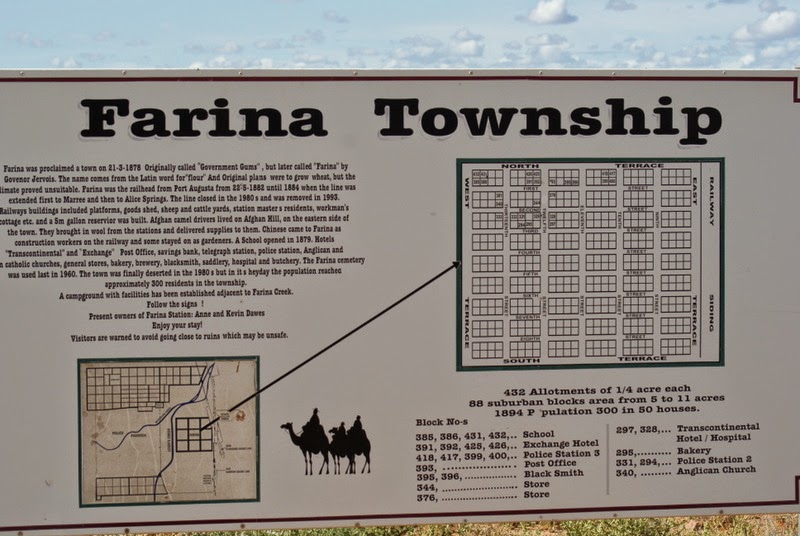 Farina Township
Farina was proclaimed a town on 21-3-1878 Originally called "Government Gums" , but later called "Farina" by
Govenor Jervois. The name comes from the Latin word for"flour" And Original plans were to grow wheat, but the
limate proved unsuitable. Farina was the railhead from Port Augusta from 22-5-1882 until 1884 when the line was
extended first to Marree and then to Alice Springs. The line closed in the 1980 s and was removed in 1993.
Railways buildings included platforms, goods shed, sheep and cattle yards, station master s residents, workman's
cottage etc. and a 5m gallon reservior was built. Afghan camel drivers lived on Afghan Hill, on the eastern side of
the town. They brought in wool from the stations and delivered supplies to them. Chinese came to Farina as
construction workers on the railway and some stayed on as gardeners. A School opened in 1879. Hotels
"Transcontinental" and "Exchange" Post Office, savings bank, telegraph station, police station, Anglican and
n catholic churches, general stores, bakery, brewery, blacksmith, saddlery, hospital and butchery. The Farina cemetery
was used last in 1960. The town was finally deserted in the 1980 s but in it s heyday the population reached
approximately 300 residents in the township.
A campground with facilities has been established adjacent to Farina Creek.
Follow the signs !
Present owners of Farina Station: Anne and Kevin Dawes
Enjoy your stay!
Visitors are warned to avoid going close to ruins which may be unsafe.
NORTH TERRACE
WEST
EAST
RAILWAY
FIRST STREET
SECOND STREET
THIRD STREET
FOURTH STREET
FIFTH STREET
SIXTH STREET
SEVENTH STREET
EIGHTH STREET
TERRACE
TERRACE
SIDING
SOUTH TERRACE
432 Allotments of 1/4 acre each
88 suburban blocks area from 5 to 11 acres
1894 P pulation 300 in 50 houses.
Block No-s
385, 386, 431, 432,.. School
391, 392, 425, 426,.. Exchange Hotel
418, 417, 399, 400,.. Police Station 3
393, .................. Post Office
395, 396, .............. Black Smith
344, .................. Store
376, .................. Store
297, 328,.... Transcontinental
Hotel / Hospital
295,.......... Bakery
331, 294,... Police Station 2
340, ......... Anglican Church